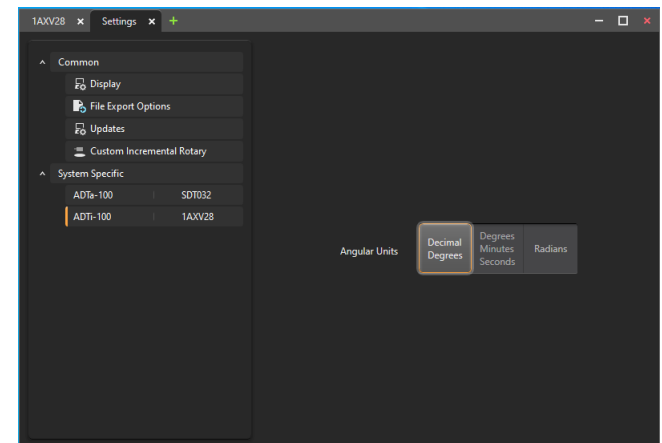 1AXV28
Settings
Common
Display
File Export Options
Updates
Custom Incremental Rotary
System Specific
ADTa-100 SDT032
ADTi-100 1AXV28
Angular Units
Decimal
Degrees
Degrees
Minutes
Seconds
Radians